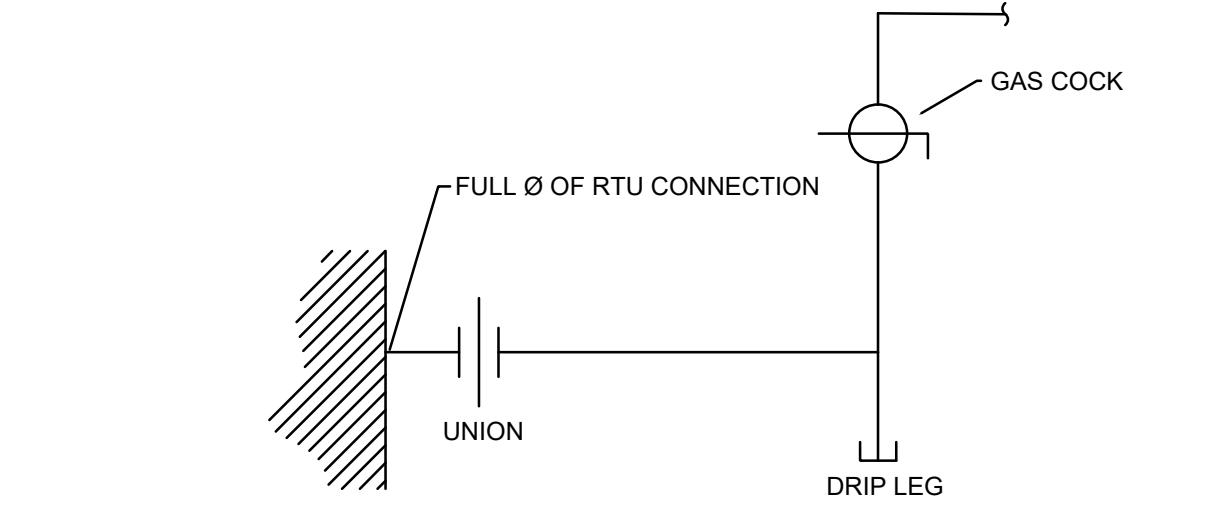 GAS COCK
FULL Ø OF RTU CONNECTION
UNION
DRIP LEG